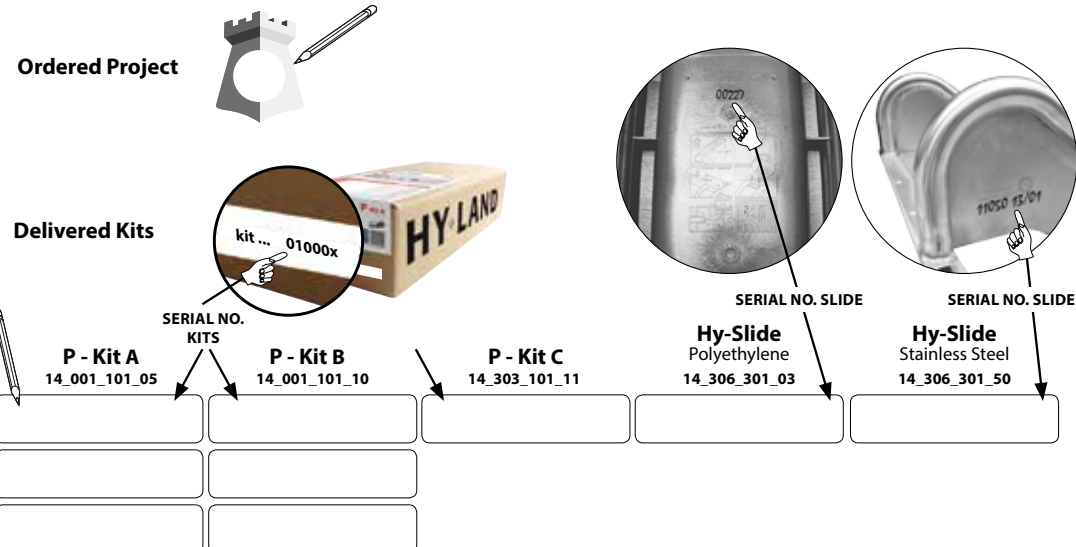 Ordered Project
00227
11050 13/01
Delivered Kits
kit ... 01000x
HY-LAND
SERIAL NO.
KITS
SERIAL NO. SLIDE
SERIAL NO. SLIDE
P - Kit A
14_001_101_05
P - Kit B
14_001_101_10
P - Kit C
14_303_101_11
Hy-Slide
Polyethylene
14_306_301_03
Hy-Slide
Stainless Steel
14_306_301_50